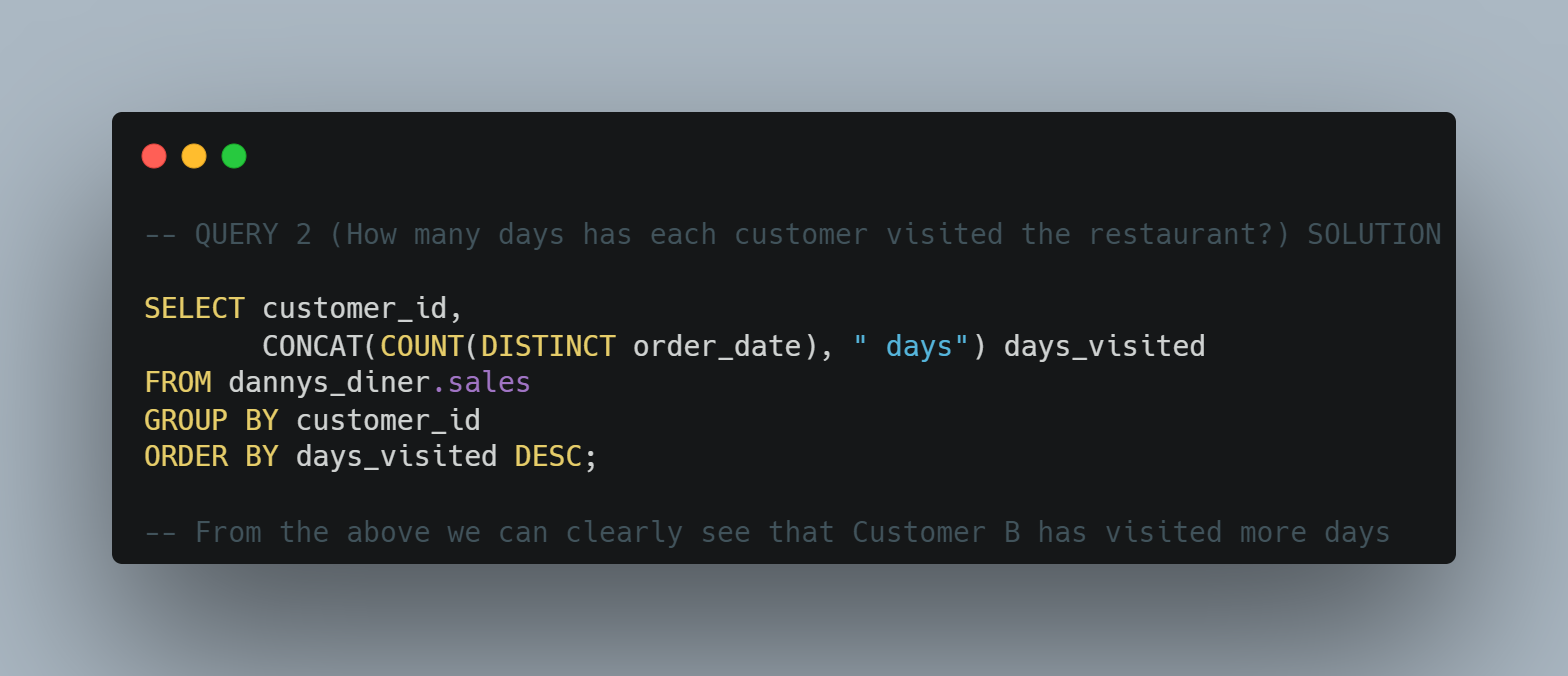 -- QUERY 2 (How many days has each customer visited the restaurant?) SOLUTION
SELECT customer_id,
       CONCAT(COUNT(DISTINCT order_date), " days") days_visited
FROM dannys_diner.sales
GROUP BY customer_id
ORDER BY days_visited DESC;
-- From the above we can clearly see that Customer B has visited more days